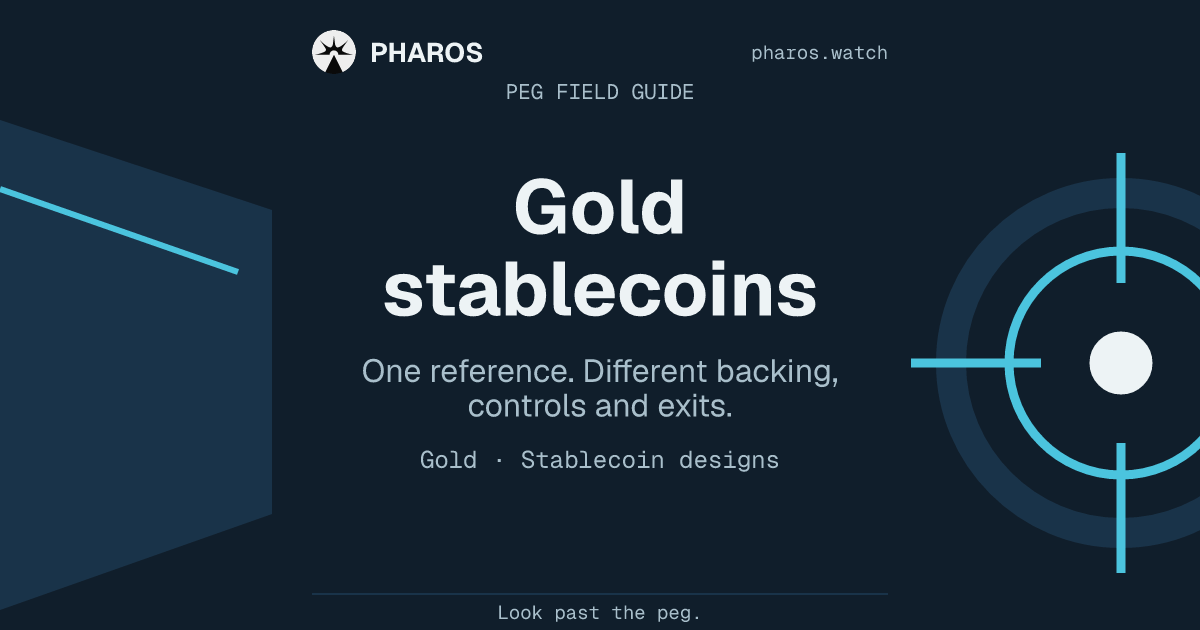 PHAROS
pharos.watch
PEG FIELD GUIDE
Gold
stablecoins
One reference. Different backing,
controls and exits.
Gold · Stablecoin designs
Look past the peg.